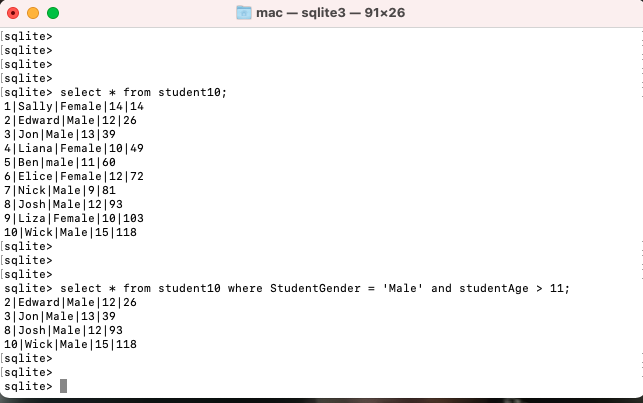 mac — sqlite3 — 91×26
sqlite>
sqlite>
sqlite>
sqlite>
sqlite> select * from student10;
1|Sally|Female|14|14
2|Edward|Male|12|26
3|Jon|Male|13|39
4|Liana|Female|10|49
5|Ben|male|11|60
6|Elice|Female|12|72
7|Nick|Male|9|81
8|Josh|Male|12|93
9|Liza|Female|10|103
10|Wick|Male|15|118
sqlite>
sqlite>
sqlite>
sqlite> select * from student10 where StudentGender = 'Male' and studentAge > 11;
2|Edward|Male|12|26
3|Jon|Male|13|39
8|Josh|Male|12|93
10|Wick|Male|15|118
sqlite>
sqlite>
sqlite>